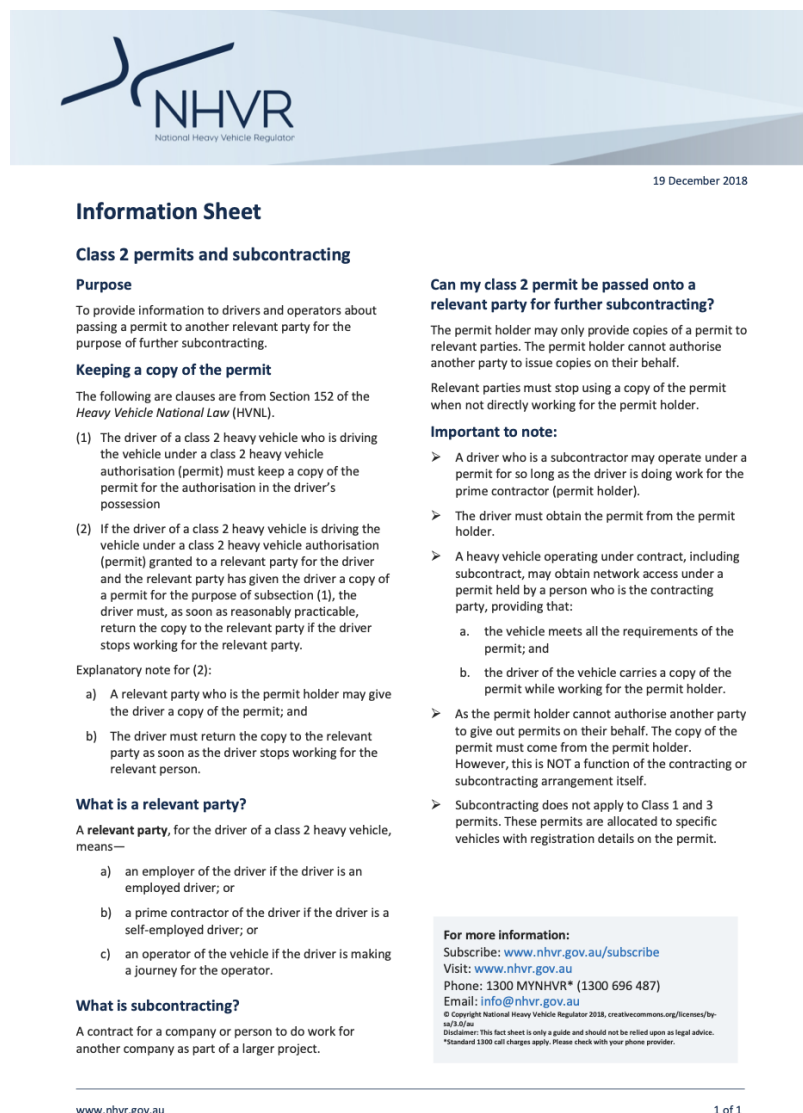 NHVR
National Heavy Vehicle Regulator
19 December 2018
Information Sheet
Class 2 permits and subcontracting
Purpose
To provide information to drivers and operators about
passing a permit to another relevant party for the
purpose of further subcontracting.
Keeping a copy of the permit
The following are clauses are from Section 152 of the
Heavy Vehicle National Law (HVNL).
(1) The driver of a class 2 heavy vehicle who is driving
the vehicle under a class 2 heavy vehicle
authorisation (permit) must keep a copy of the
permit for the authorisation in the driver's
possession
(2) If the driver of a class 2 heavy vehicle is driving the
vehicle under a class 2 heavy vehicle authorisation
(permit) granted to a relevant party for the driver
and the relevant party has given the driver a copy of
a permit for the purpose of subsection (1), the
driver must, as soon as reasonably practicable,
return the copy to the relevant party if the driver
stops working for the relevant party.
Explanatory note for (2):
a) A relevant party who is the permit holder may give
the driver a copy of the permit; and
b) The driver must return the copy to the relevant
party as soon as the driver stops working for the
relevant person.
What is a relevant party?
A relevant party, for the driver of a class 2 heavy vehicle,
means—
a) an employer of the driver if the driver is an
employed driver; or
b) a prime contractor of the driver if the driver is a
self-employed driver; or
c) an operator of the vehicle if the driver is making
a journey for the operator.
What is subcontracting?
A contract for a company or person to do work for
another company as part of a larger project.
Can my class 2 permit be passed onto a
relevant party for further subcontracting?
The permit holder may only provide copies of a permit to
relevant parties. The permit holder cannot authorise
another party to issue copies on their behalf.
Relevant parties must stop using a copy of the permit
when not directly working for the permit holder.
Important to note:
➢ A driver who is a subcontractor may operate under a
permit for so long as the driver is doing work for the
prime contractor (permit holder).
➢ The driver must obtain the permit from the permit
holder.
➢ A heavy vehicle operating under contract, including
subcontract, may obtain network access under a
permit held by a person who is the contracting
party, providing that:
a. the vehicle meets all the requirements of the
permit; and
b. the driver of the vehicle carries a copy of the
permit while working for the permit holder.
➢ As the permit holder cannot authorise another party
to give out permits on their behalf. The copy of the
permit must come from the permit holder.
However, this is NOT a function of the contracting or
subcontracting arrangement itself.
➢ Subcontracting does not apply to Class 1 and 3
permits. These permits are allocated to specific
vehicles with registration details on the permit.
For more information:
Subscribe: www.nhvr.gov.au/subscribe
Visit: www.nhvr.gov.au
Phone: 1300 MYNHVR* (1300 696 487)
Email: info@nhvr.gov.au
© Copyright National Heavy Vehicle Regulator 2018, creativecommons.org/licenses/by-
sa/3.0/au
Disclaimer: This fact sheet is only a guide and should not be relied upon as legal advice.
*Standard 1300 call charges apply. Please check with your phone provider.
www.nhvr.gov.au
1 of 1